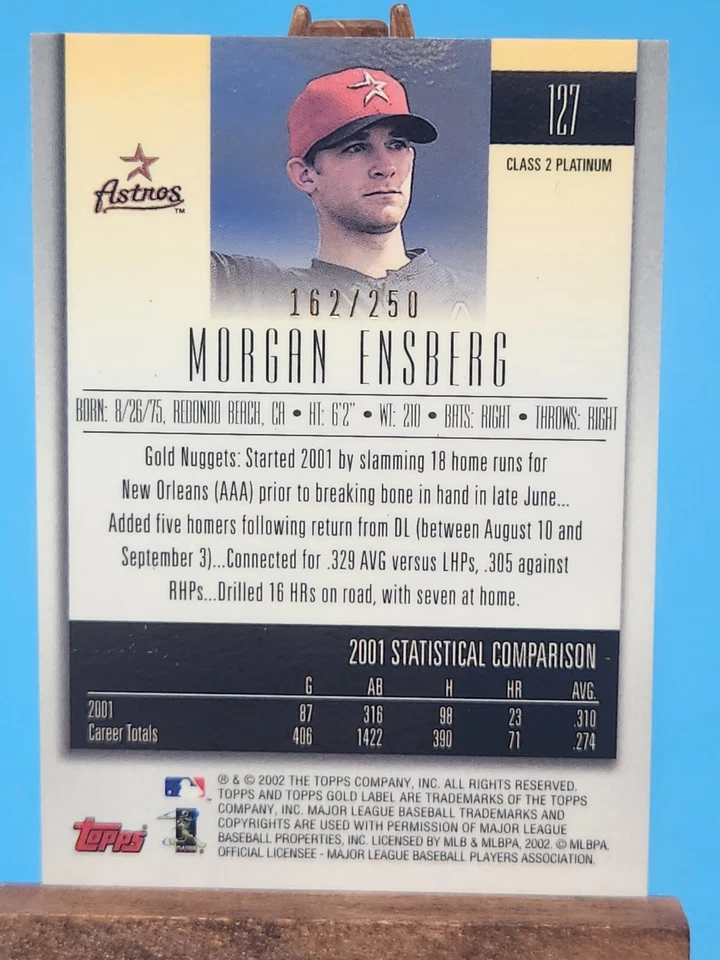 127
CLASS 2 PLATINUM
Astros™
162/250
MORGAN ENSBERG
BORN: 8/26/75, REDONDO BEACH, CA • HT: 6'2" • WT: 210 • BATS: RIGHT • THROWS: RIGHT
Gold Nuggets: Started 2001 by slamming 18 home runs for
New Orleans (AAA) prior to breaking bone in hand in late June...
Added five homers following return from DL (between August 10 and
September 3)...Connected for .329 AVG versus LHPs, .305 against
RHPs...Drilled 16 HRs on road, with seven at home.
2001 STATISTICAL COMPARISON
G AB H HR AVG.
2001 87 316 98 23 .310
Career Totals 406 1422 390 71 .274
® & © 2002 THE TOPPS COMPANY, INC. ALL RIGHTS RESERVED.
TOPPS AND TOPPS GOLD LABEL ARE TRADEMARKS OF THE TOPPS
COMPANY, INC. MAJOR LEAGUE BASEBALL TRADEMARKS AND
COPYRIGHTS ARE USED WITH PERMISSION OF MAJOR LEAGUE
BASEBALL PROPERTIES, INC. LICENSED BY MLB & MLBPA, 2002. © MLBPA.
OFFICIAL LICENSEE - MAJOR LEAGUE BASEBALL PLAYERS ASSOCIATION.
Topps